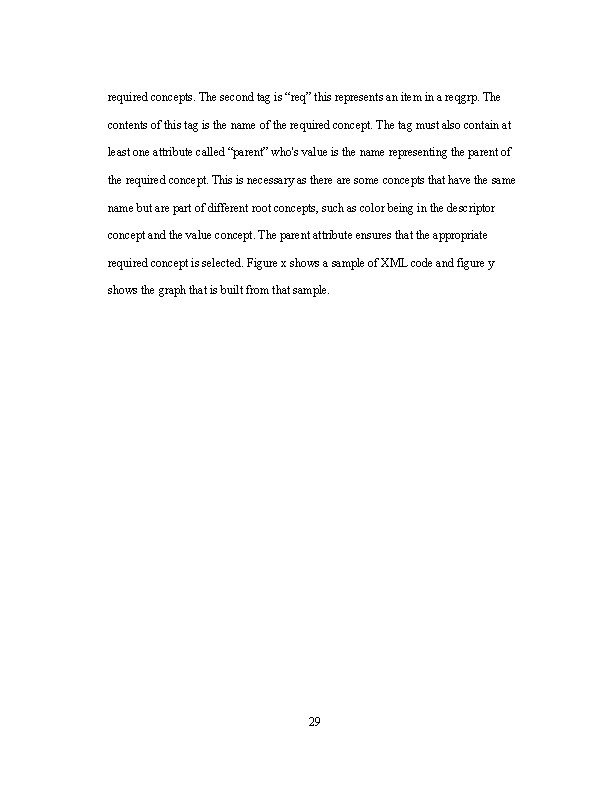 required concepts. The second tag is “req” this represents an item in a reqgrp. The
contents of this tag is the name of the required concept. The tag must also contain at
least one attribute called “parent” who's value is the name representing the parent of
the required concept. This is necessary as there are some concepts that have the same
name but are part of different root concepts, such as color being in the descriptor
concept and the value concept. The parent attribute ensures that the appropriate
required concept is selected. Figure x shows a sample of XML code and figure y
shows the graph that is built from that sample.
29